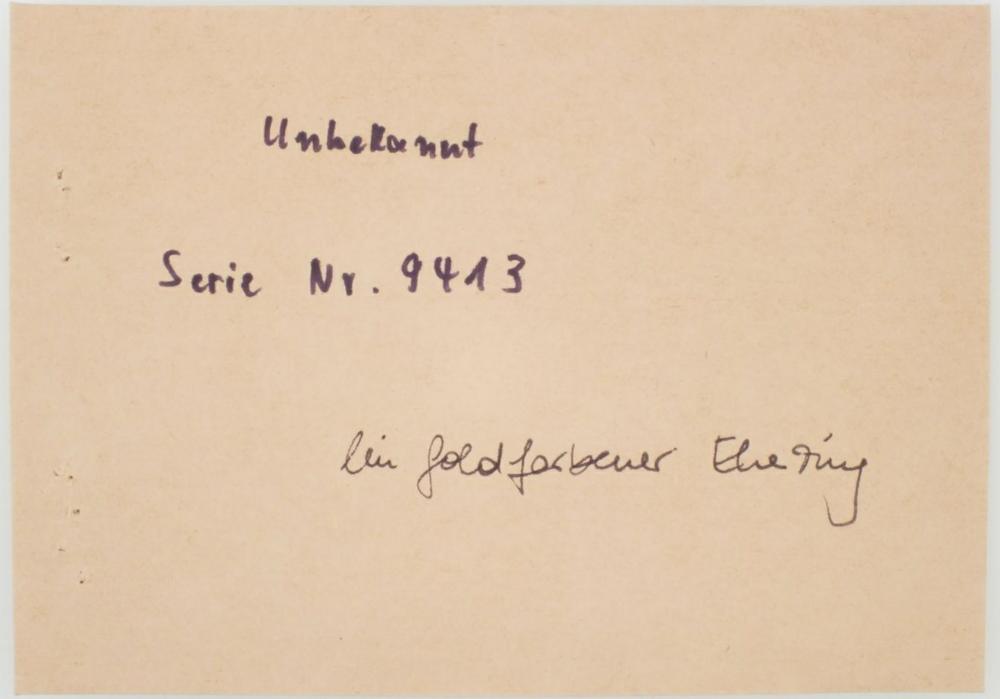 Unbekannt
Serie Nr. 9413
Ein goldfarbener Ehering